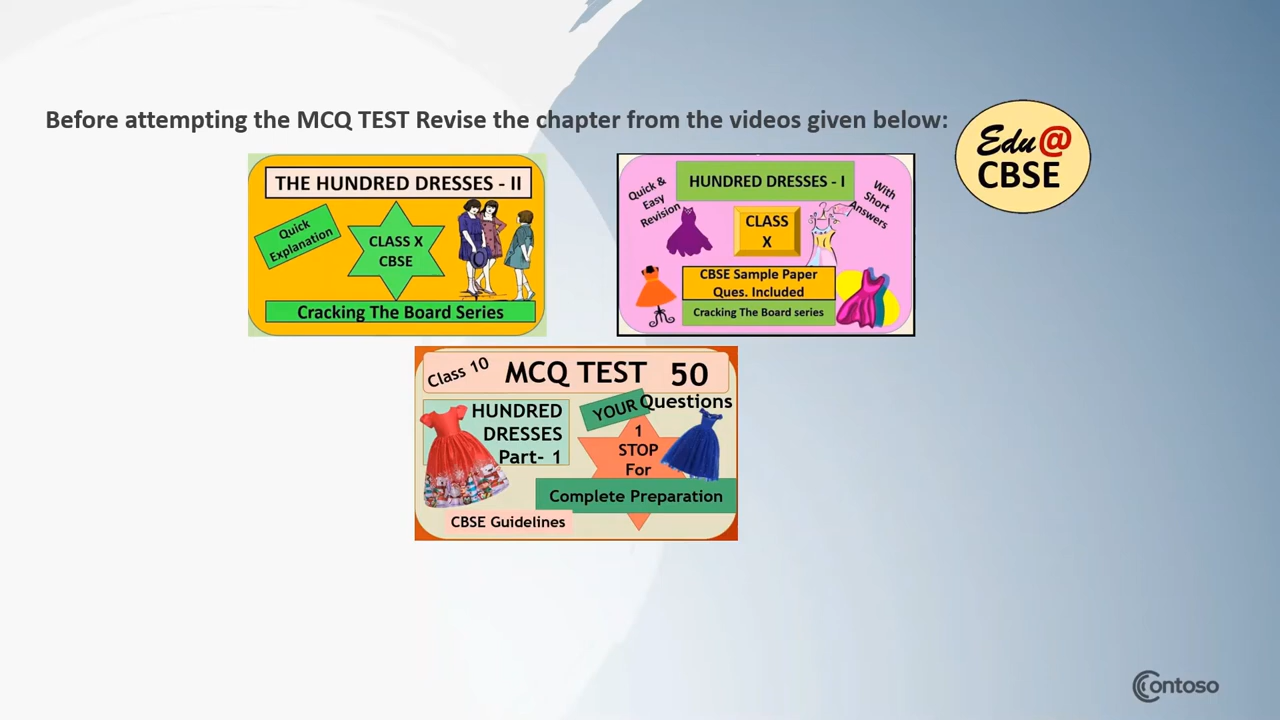 Before attempting the MCQ TEST Revise the chapter from the videos given below:
Edu@
CBSE
THE HUNDRED DRESSES - II
Quick
Explanation
CLASS X
CBSE
Cracking The Board Series
HUNDRED DRESSES - I
Quick &
Easy
Revision
CLASS
X
With
Short
Answers
CBSE Sample Paper
Ques. Included
Cracking The Board series
Class 10
MCQ TEST
50
Questions
HUNDRED
DRESSES
Part- 1
YOUR
1
STOP
For
Complete Preparation
CBSE Guidelines
Contoso